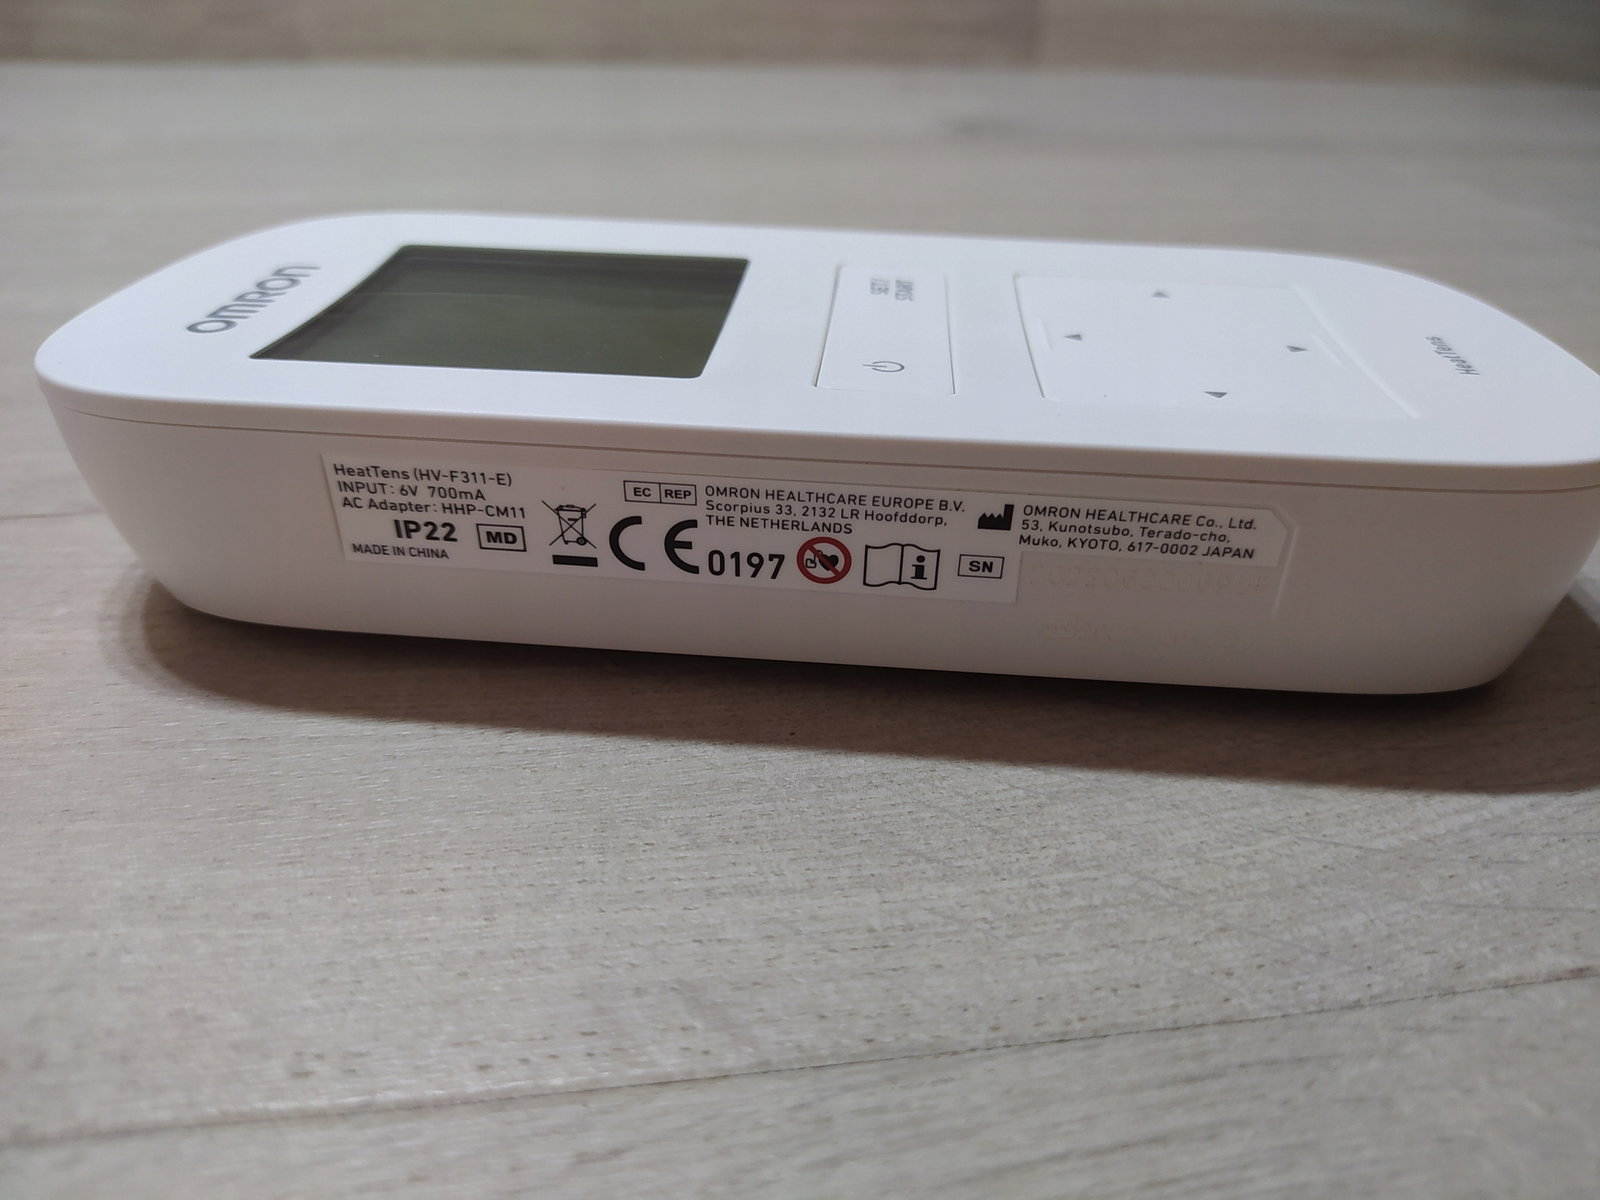 OMRON
SET/
START
HeatTens
HeatTens (HV-F311-E)
INPUT: 6V 700mA
AC Adapter: HHP-CM11
IP22
MD
MADE IN CHINA
EC REP
OMRON HEALTHCARE EUROPE B.V.
Scorpius 33, 2132 LR Hoofddorp,
THE NETHERLANDS
CE 0197
SN
OMRON HEALTHCARE Co., Ltd.
53, Kunotsubo, Terado-cho,
Muko, KYOTO, 617-0002 JAPAN